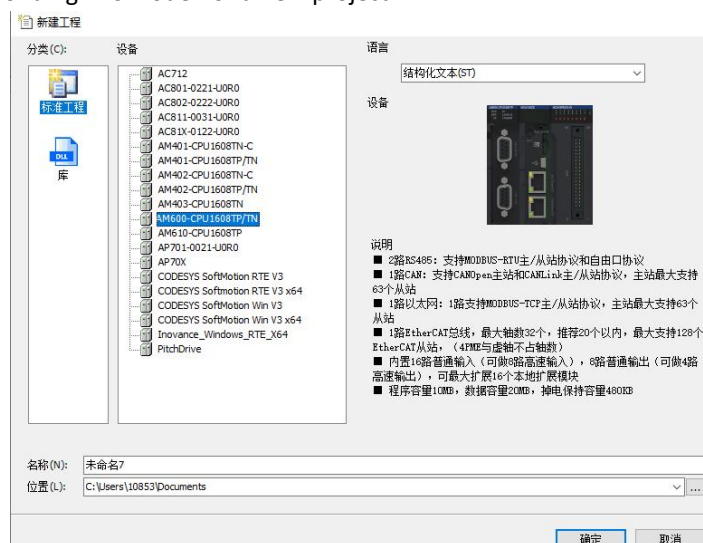 新建工程
分类(C):
标准工程
库
设备
AC712
AC801-0221-U0R0
AC802-0222-U0R0
AC811-0031-U0R0
AC81X-0122-U0R0
AM401-CPU1608TN-C
AM401-CPU1608TP/TN
AM402-CPU1608TN-C
AM402-CPU1608TP/TN
AM403-CPU1608TN
AM600-CPU1608TP/TN
AM610-CPU1608TP/TN
AP701-0021-U0R0
AP70X
CODESYS SoftMotion RTE V3
CODESYS SoftMotion RTE V3 x64
CODESYS SoftMotion Win V3
CODESYS SoftMotion Win V3 x64
Inovance_Windows_RTE_X64
PitchDrive
语言
结构化文本(ST)
设备
说明
■ 2路RS485：支持MODBUS-RTU主/从站协议和自由口协议
■ 1路CAN：支持CANOpen主站和CANLink主/从站协议，主站最大支持
63个从站
■ 1路以太网：1路支持MODBUS-TCP主/从站协议，主站最大支持63个
从站
■ 1路EtherCAT总线，最大轴数32个，推荐20个以内，最大支持128个
EtherCAT从站，（4PME与虚轴不占轴数）
■ 内置16路普通输入（可做8路高速输入），8路普通输出（可做4路
高速输出），可最大扩展16个本地扩展模块
■ 程序容量10MB，数据容量20MB，掉电保持容量480KB
名称(N): 未命名7
位置(L): C:\Users\10853\Documents
...
确定 取消